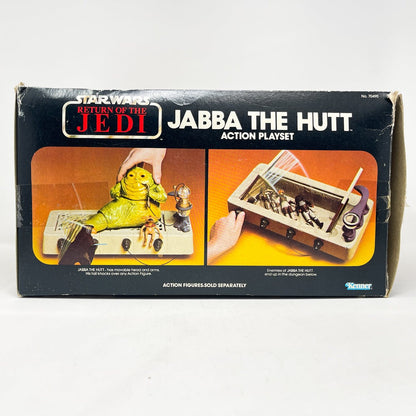 STAR WARS
RETURN OF THE
JEDI
No. 70490
JABBA THE HUTT
ACTION PLAYSET
JABBA THE HUTT - has movable head and arms.
His tail knocks over any Action Figure.
Enemies of JABBA THE HUTT
end up in the dungeon below.
ACTION FIGURES SOLD SEPARATELY
Kenner